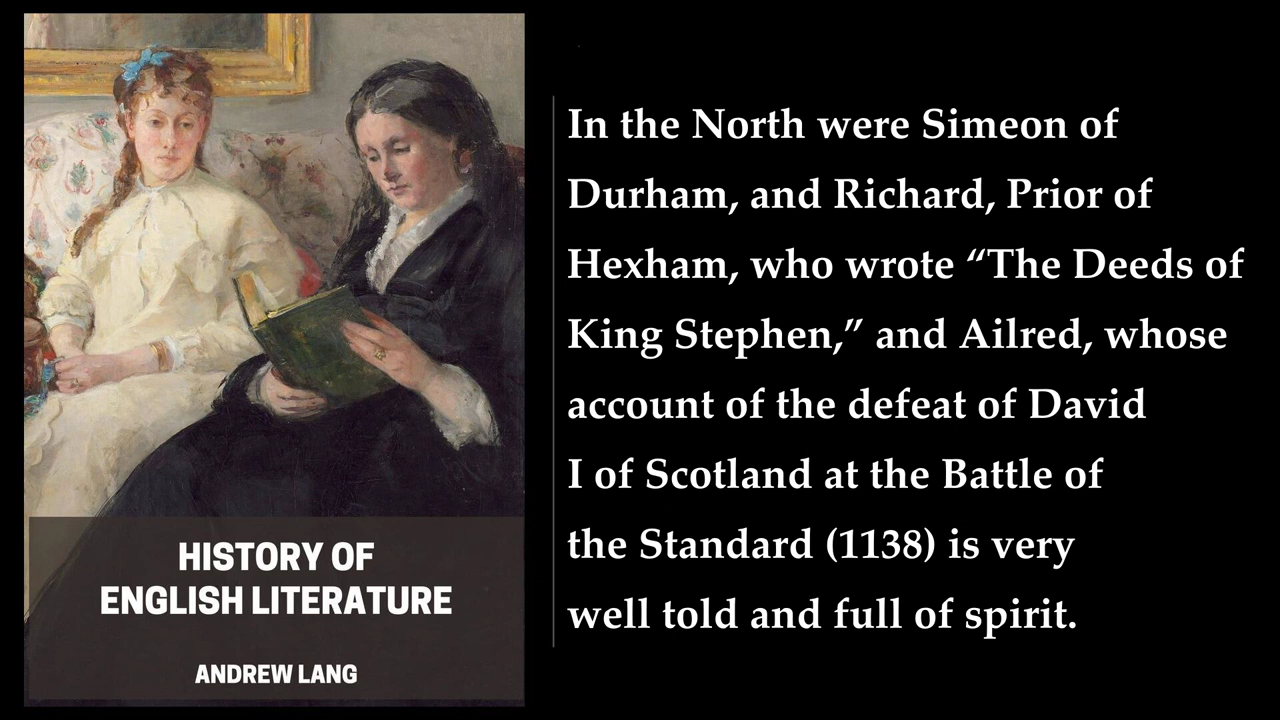 HISTORY OF
ENGLISH LITERATURE
ANDREW LANG
In the North were Simeon of
Durham, and Richard, Prior of
Hexham, who wrote “The Deeds of
King Stephen,” and Ailred, whose
account of the defeat of David
I of Scotland at the Battle of
the Standard (1138) is very
well told and full of spirit.